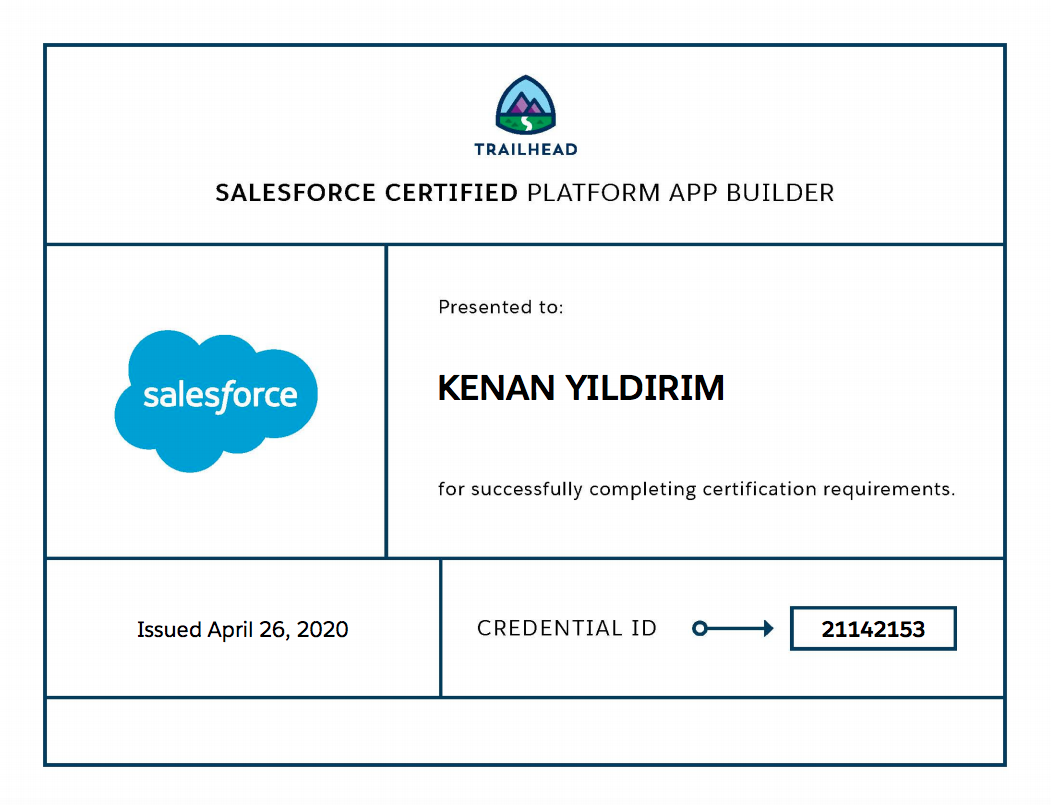 TRAILHEAD
SALESFORCE CERTIFIED PLATFORM APP BUILDER
salesforce
Presented to:
KENAN YILDIRIM
for successfully completing certification requirements.
Issued April 26, 2020
CREDENTIAL ID
21142153